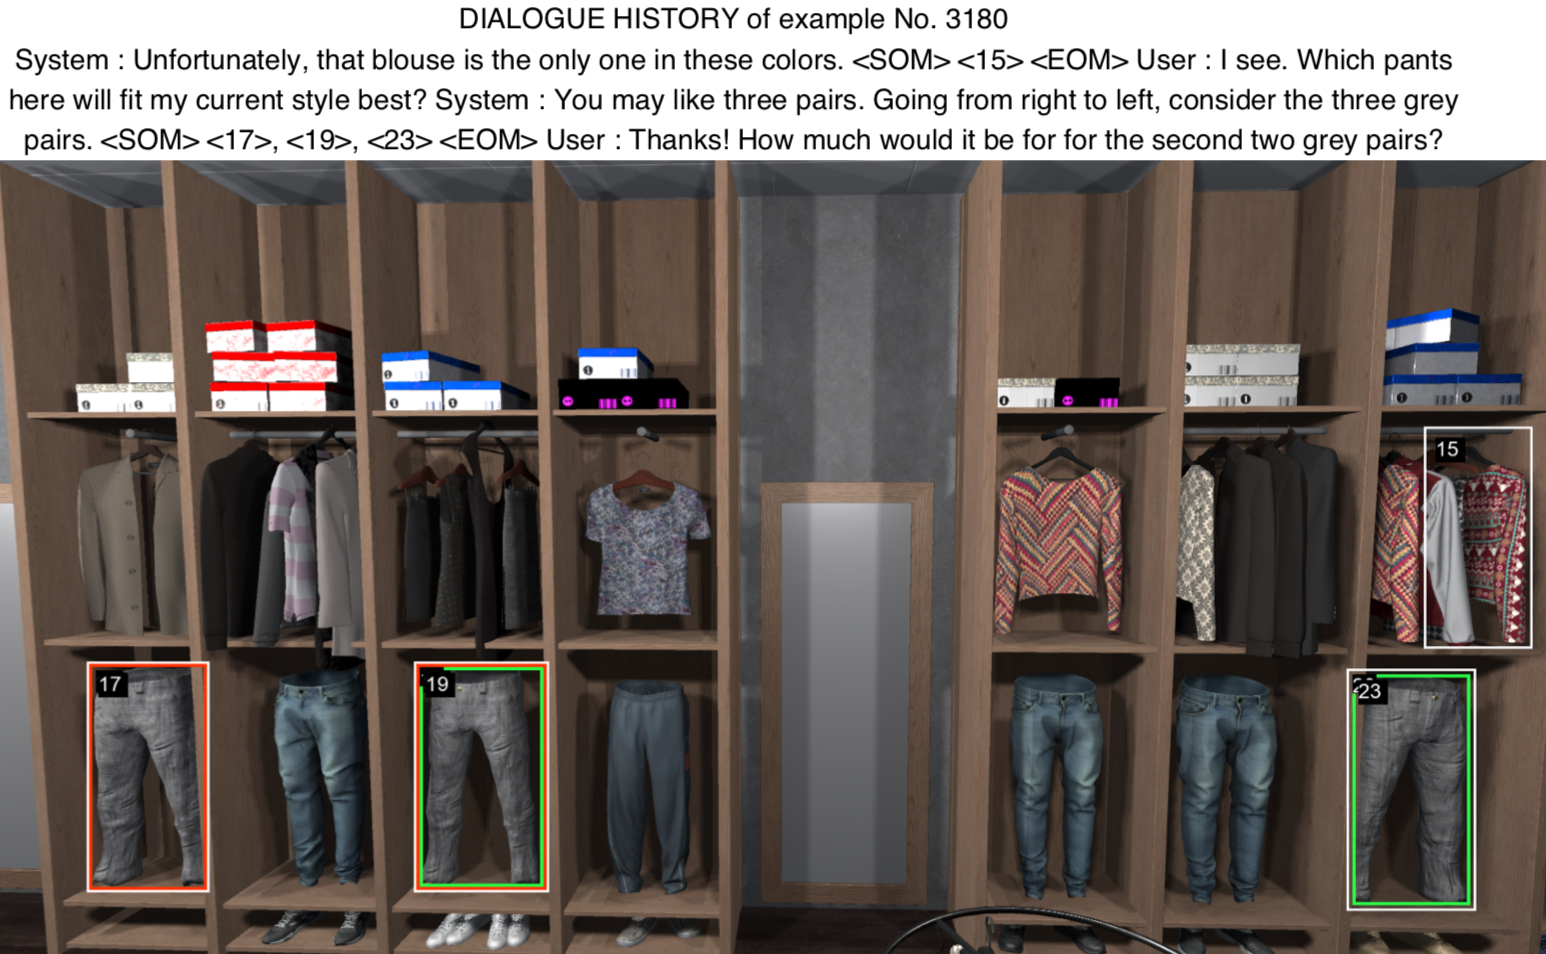 DIALOGUE HISTORY of example No. 3180
System : Unfortunately, that blouse is the only one in these colors. <SOM> <15> <EOM> User : I see. Which pants
here will fit my current style best? System : You may like three pairs. Going from right to left, consider the three grey
pairs. <SOM> <17>, <19>, <23> <EOM> User : Thanks! How much would it be for for the second two grey pairs?
15
17
19
23